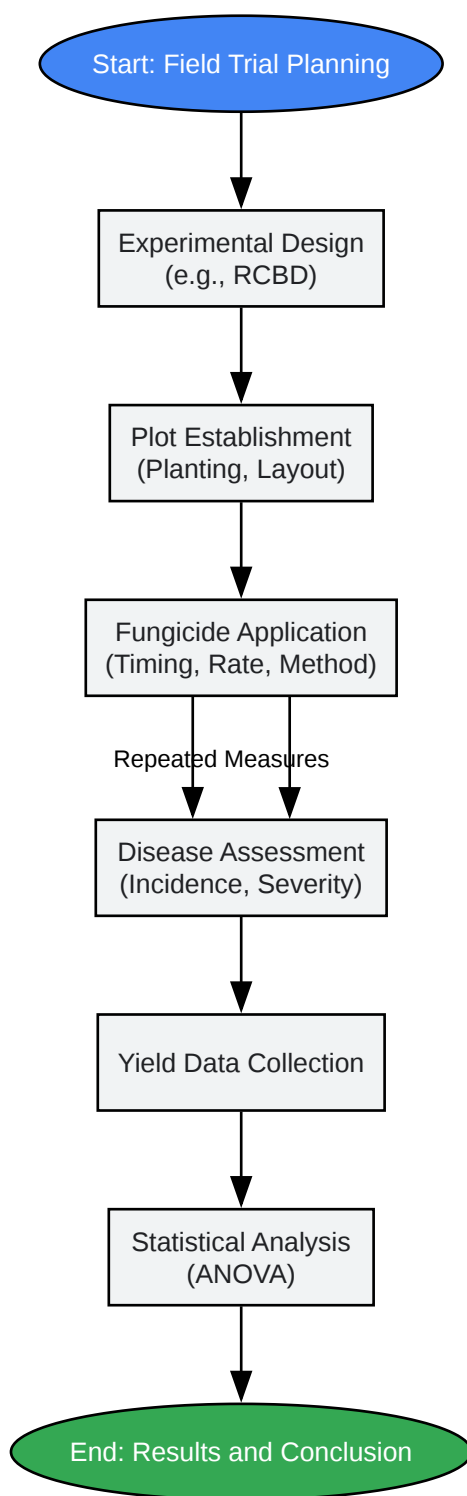 Start: Field Trial Planning
Experimental Design
(e.g., RCBD)
Plot Establishment
(Planting, Layout)
Fungicide Application
(Timing, Rate, Method)
Repeated Measures
Disease Assessment
(Incidence, Severity)
Yield Data Collection
Statistical Analysis
(ANOVA)
End: Results and Conclusion